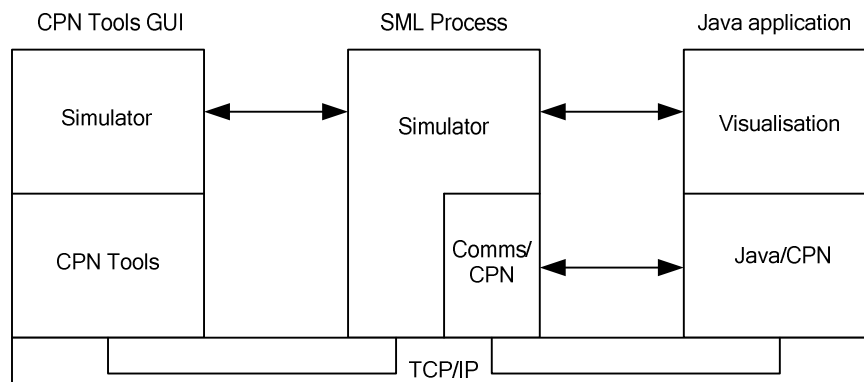 CPN Tools GUI
SML Process
Java application
Simulator
Simulator
Visualisation
CPN Tools
Comms/
CPN
Java/CPN
TCP/IP